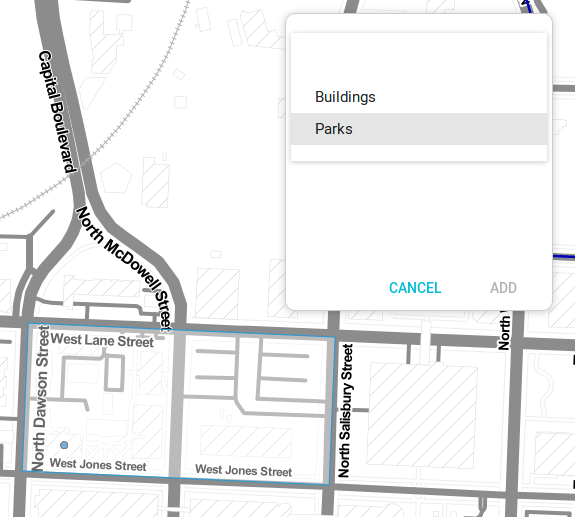 Capital Boulevard
Buildings
Parks
North McDowell Street
CANCEL
ADD
West Lane Street
North
North Dawson Street
North Salisbury Street
West Jones Street
West Jones Street